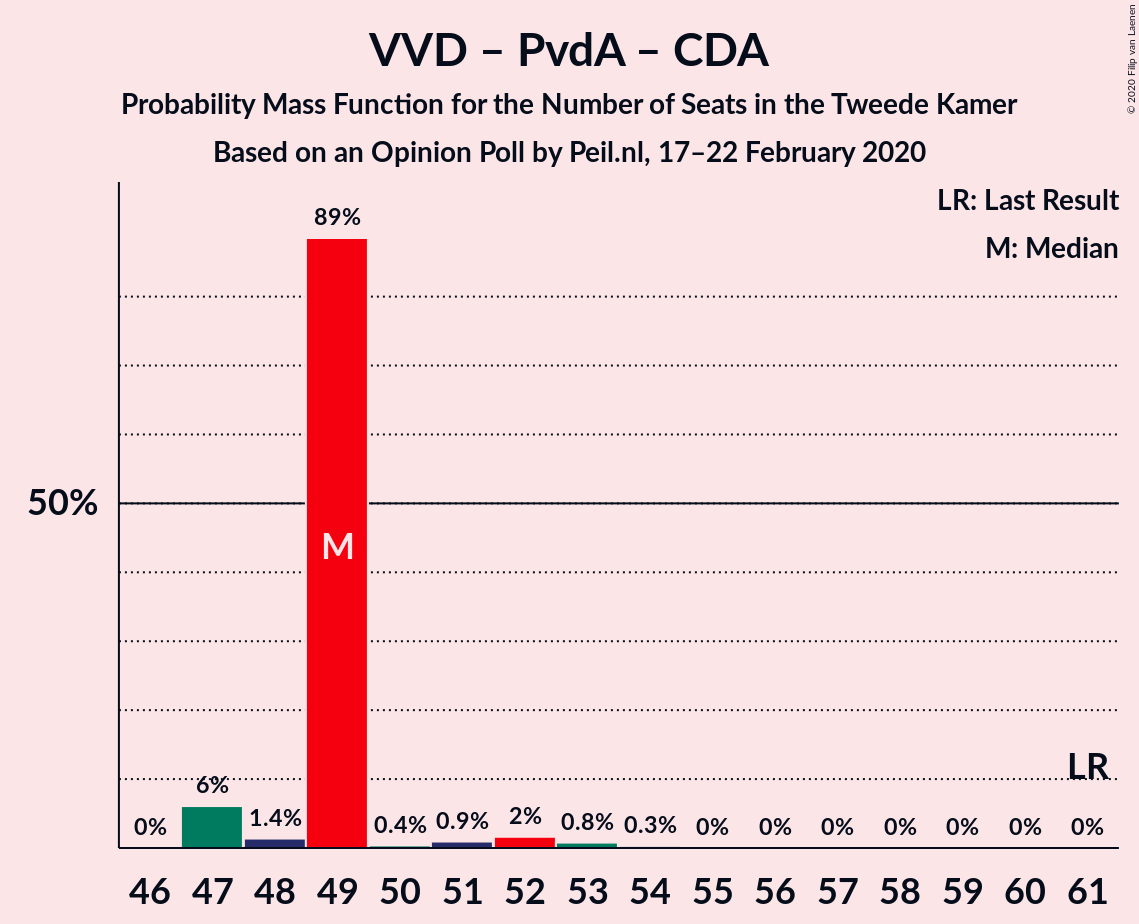 VVD – PvdA – CDA
Probability Mass Function for the Number of Seats in the Tweede Kamer
Based on an Opinion Poll by Peil.nl, 17–22 February 2020
© 2020 Filip van Laenen
LR: Last Result
M: Median
50%
0% 6% 1.4% 89% 0.4% 0.9% 2% 0.8% 0.3% 0% 0% 0% 0% 0% 0% 0%
M
LR
46 47 48 49 50 51 52 53 54 55 56 57 58 59 60 61